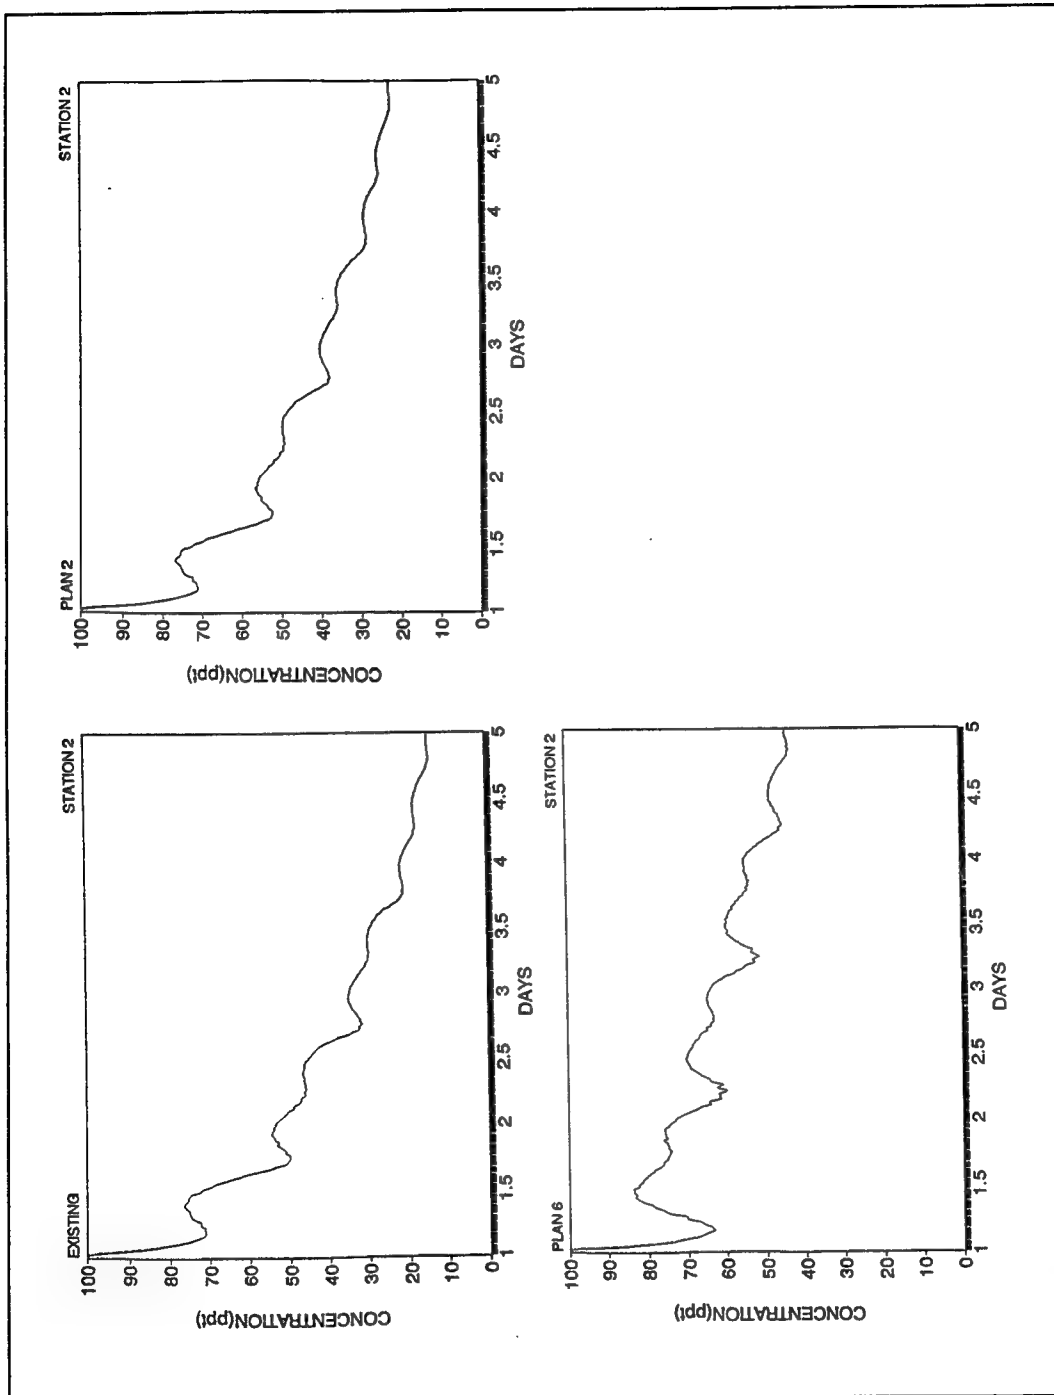 EXISTING STATION 2
100
90
80
70
60
50
40
30
20
10
0
CONCENTRATION(ppt)
1 1.5 2 2.5 3 3.5 4 4.5 5
DAYS
PLAN 2 STATION 2
100
90
80
70
60
50
40
30
20
10
0
CONCENTRATION(ppt)
1 1.5 2 2.5 3 3.5 4 4.5 5
DAYS
PLAN 6 STATION 2
100
90
80
70
60
50
40
30
20
10
0
CONCENTRATION(ppt)
1 1.5 2 2.5 3 3.5 4 4.5 5
DAYS